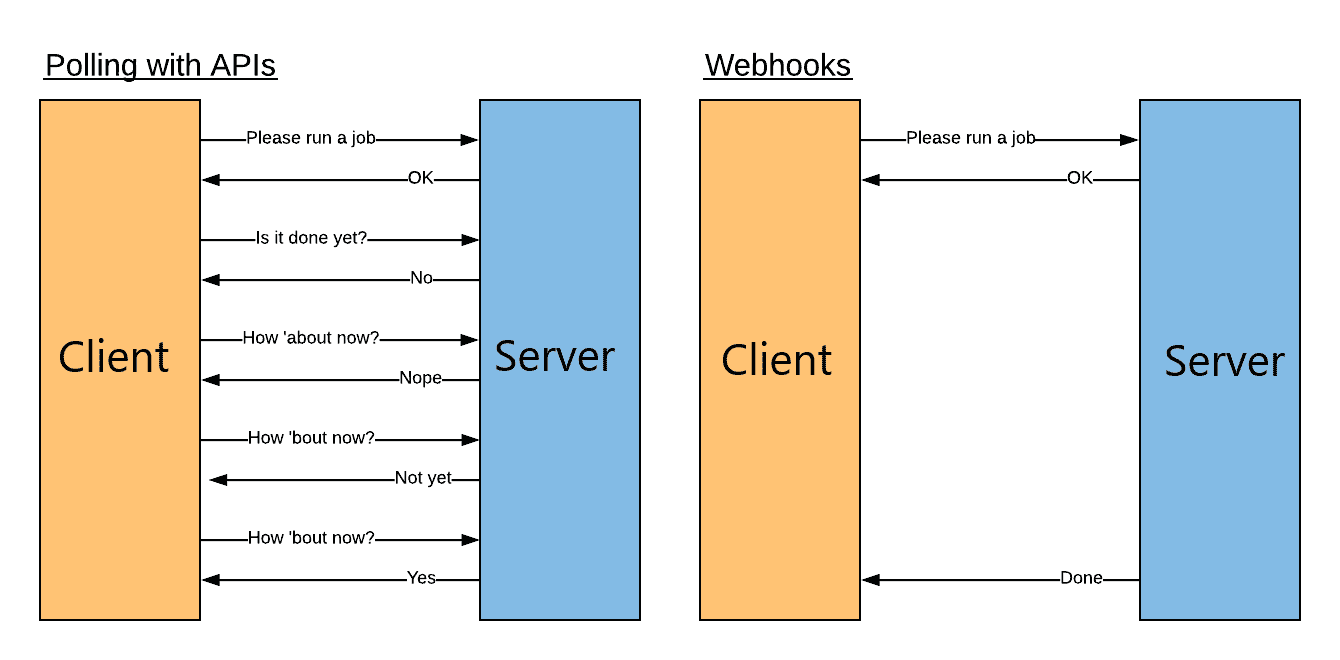 Polling with APIs
Please run a job
OK
Is it done yet?
No
How 'about now?
Nope
How 'bout now?
Not yet
How 'bout now?
Yes
Client
Server
Webhooks
Please run a job
OK
Done
Client
Server